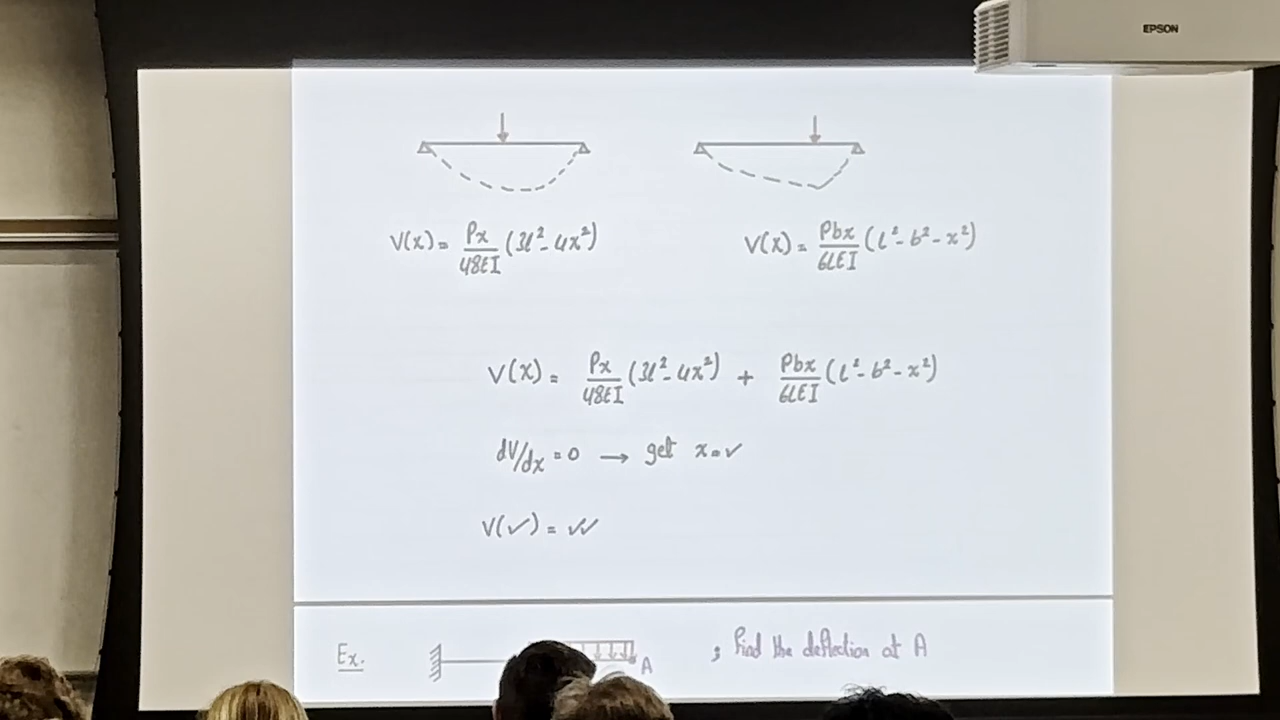 EPSON
V(x) = Px/48EI (3l² - 4x²)
V(x) = Pbx/6LEI (l² - b² - x²)
V(x) = Px/48EI (3l² - 4x²) + Pbx/6LEI (l² - b² - x²)
dV/dx = 0 → get x = ✓
V(✓) = ✓✓
Ex. A , Find the deflection at A